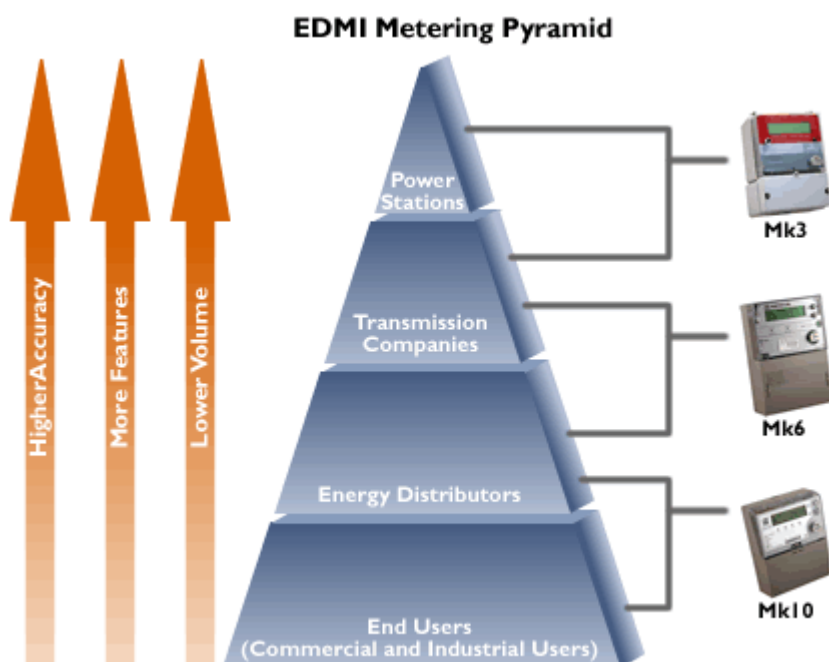 EDMI Metering Pyramid
HigherAccuracy
More Features
Lower Volume
Power
Stations
Transmission
Companies
Energy Distributors
End Users
(Commercial and Industrial Users)
Mk3
Mk6
Mk10